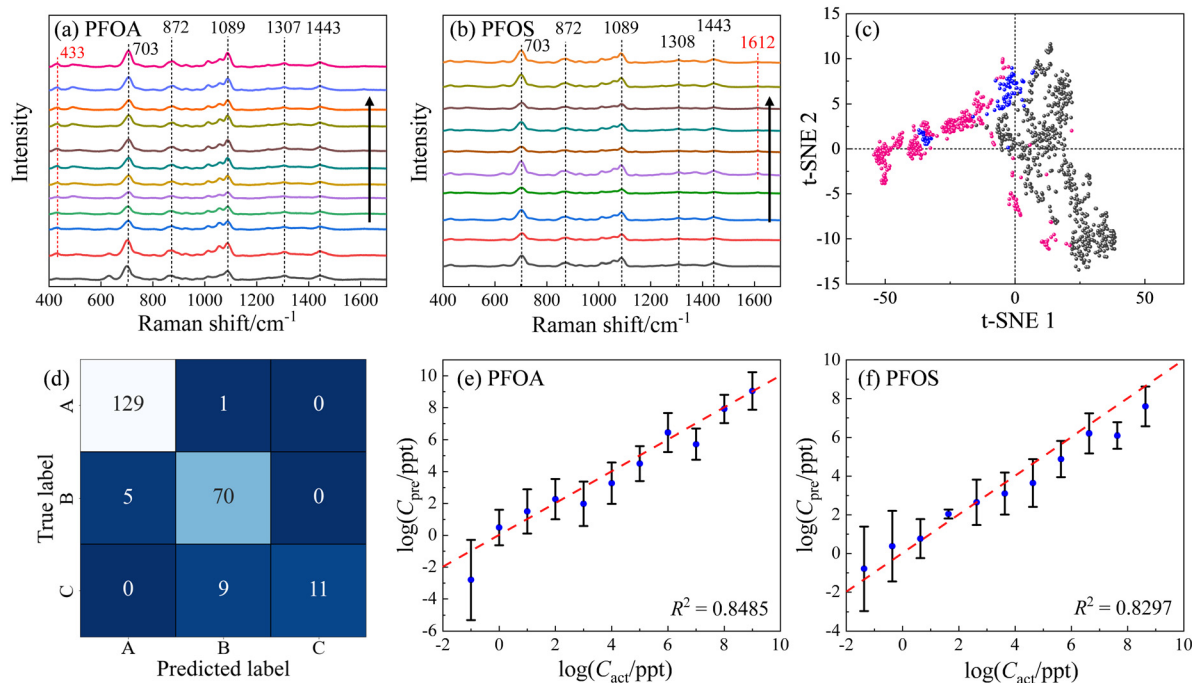 (a) PFOA
433
703
872
1089
1307
1443
Intensity
400 600 800 1000 1200 1400 1600
Raman shift/cm⁻¹
(b) PFOS
703
872
1089
1308
1443
1612
Intensity
400 600 800 1000 1200 1400 1600
Raman shift/cm⁻¹
(c)
15
10
5
0
-5
-10
-15
t-SNE 2
-50 0 50
t-SNE 1
(d)
True label
A 129 1 0
B 5 70 0
C 0 9 11
A B C
Predicted label
(e) PFOA
10
8
6
4
2
0
-2
-4
-6
log(Cpre/ppt)
R² = 0.8485
-2 0 2 4 6 8 10
log(Cact/ppt)
(f) PFOS
10
8
6
4
2
0
-2
-4
log(Cpre/ppt)
R² = 0.8297
-2 0 2 4 6 8 10
log(Cact/ppt)